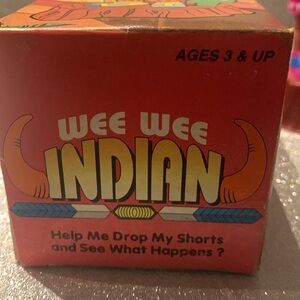 AGES 3 & UP
WEE WEE
INDIAN
Help Me Drop My Shorts
and See What Happens?